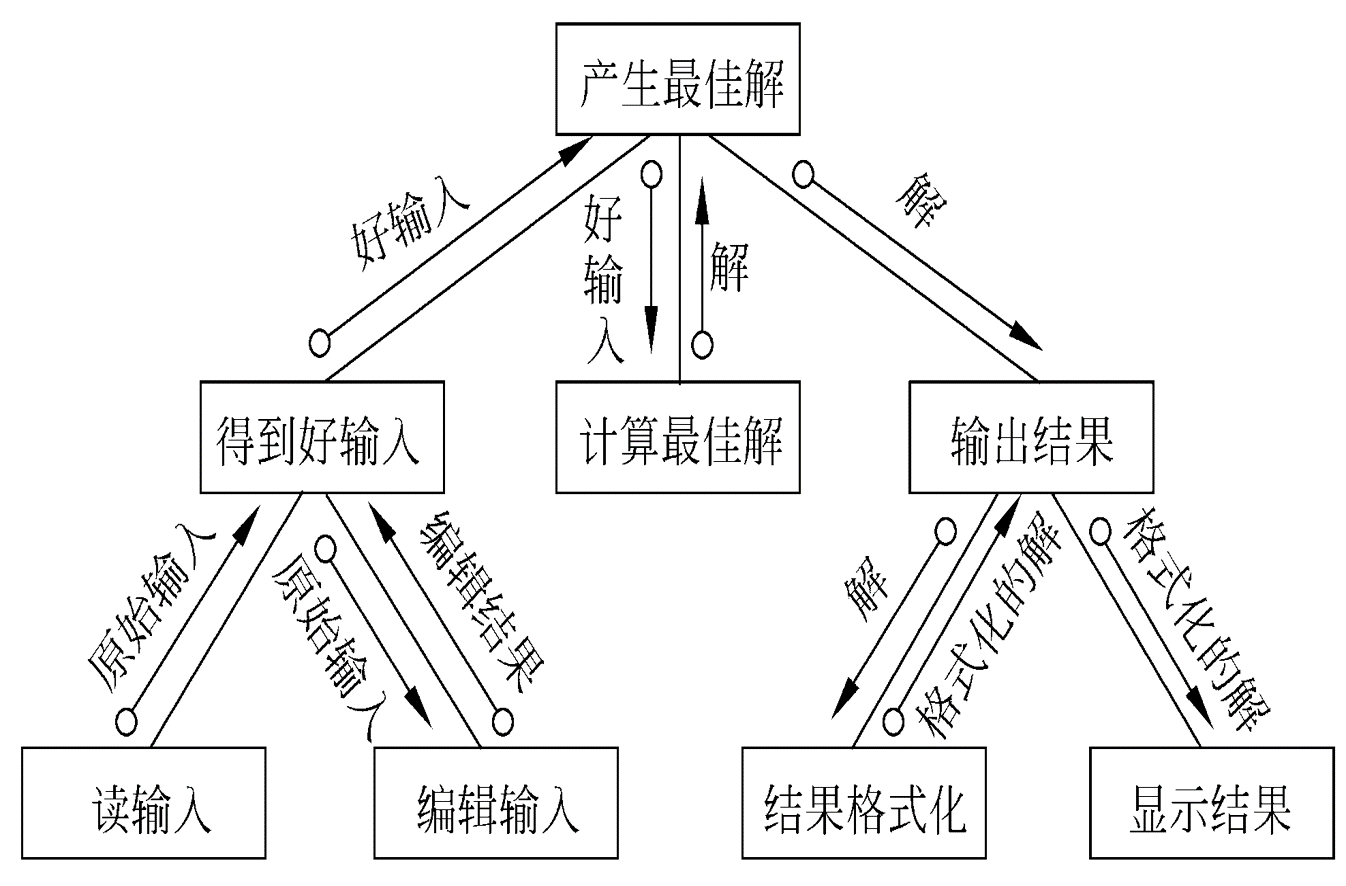 产生最佳解
好输入
好输入
解
解
得到好输入
计算最佳解
输出结果
原始输入
原始输入
编辑结果
解
格式化的解
格式化的解
读输入
编辑输入
结果格式化
显示结果